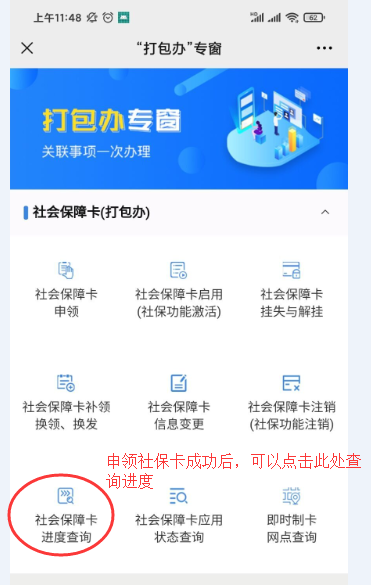 上午11:48
5G
62
“打包办”专窗
打包办专窗
关联事项一次办理
社会保障卡(打包办)
社会保障卡
申领
社会保障卡启用
(社保功能激活)
社会保障卡
挂失与解挂
社会保障卡补领
换领、换发
社会保障卡
信息变更
社会保障卡注销
(社保功能注销)
申领社保卡成功后，可以点击此处查
询进度
社会保障卡
进度查询
社会保障卡应用
状态查询
即时制卡
网点查询